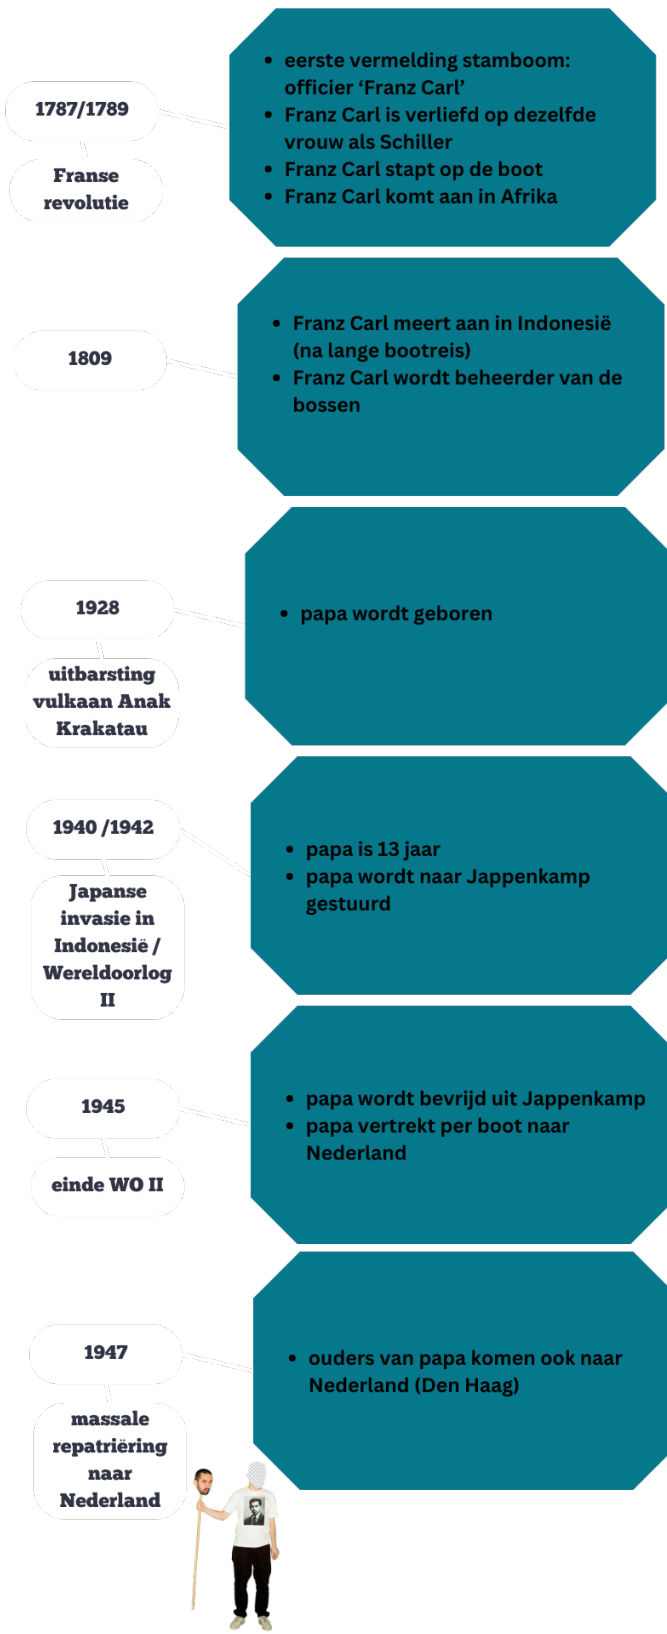 1787/1789
Franse
revolutie
• eerste vermelding stamboom:
officier ‘Franz Carl’
• Franz Carl is verliefd op dezelfde
vrouw als Schiller
• Franz Carl stapt op de boot
• Franz Carl komt aan in Afrika
1809
• Franz Carl meert aan in Indonesië
(na lange bootreis)
• Franz Carl wordt beheerder van de
bossen
1928
uitbarsting
vulkaan Anak
Krakatau
• papa wordt geboren
1940 /1942
Japanse
invasie in
Indonesië /
Wereldoorlog
II
• papa is 13 jaar
• papa wordt naar Jappenkamp
gestuurd
1945
einde WO II
• papa wordt bevrijd uit Jappenkamp
• papa vertrekt per boot naar
Nederland
1947
massale
repatriëring
naar
Nederland
• ouders van papa komen ook naar
Nederland (Den Haag)